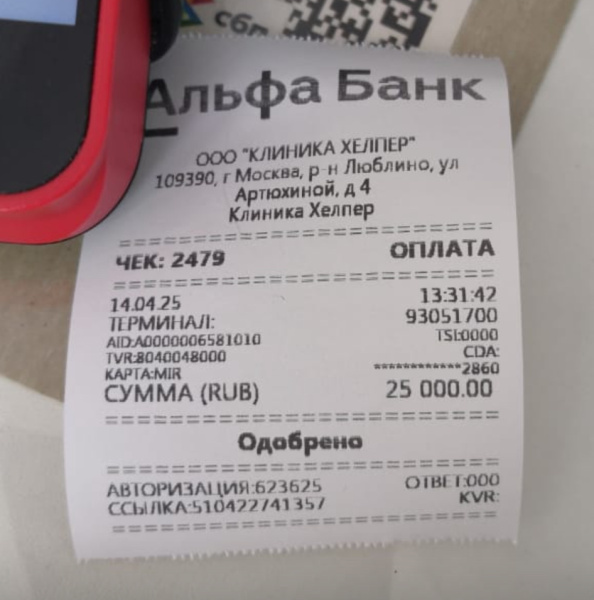 сбп
Альфа Банк
ООО "КЛИНИКА ХЕЛПЕР"
109390, г Москва, р-н Люблино, ул
Артюхиной, д 4
Клиника Хелпер
ЧЕК: 2479 ОПЛАТА
14.04.25 13:31:42
ТЕРМИНАЛ: 93051700
AID:A0000006581010 TSI:0000
TVR:8040048000 CDA:
КАРТА:MIR ************2860
СУММА (RUB) 25 000.00
Одобрено
АВТОРИЗАЦИЯ:623625 ОТВЕТ:000
ССЫЛКА:510422741357 KVR: